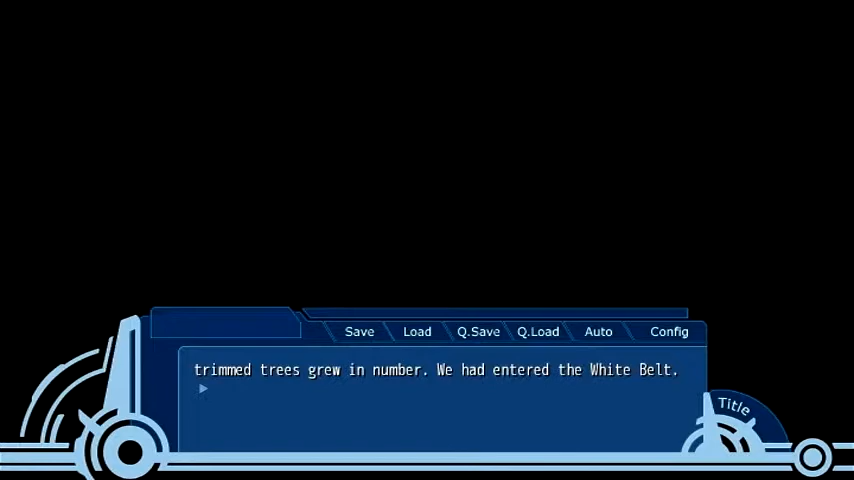 Save Load Q.Save Q.Load Auto Config
trimmed trees grew in number. We had entered the White Belt.
Title